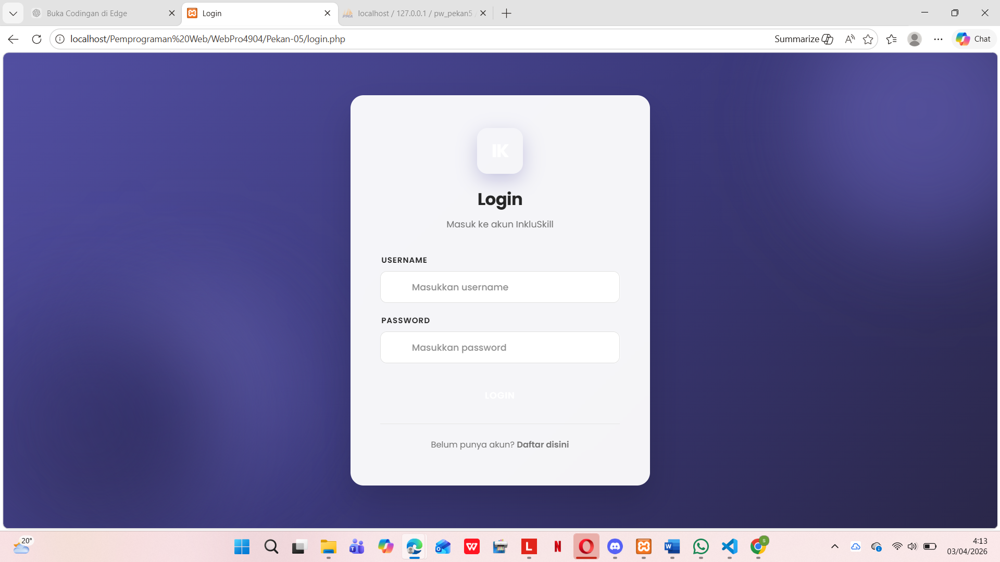 Buka Codingan di Edge
Login
localhost / 127.0.0.1 / pw_pekan5
localhost/Pemprograman%20Web/WebPro4904/Pekan-05/login.php
Summarize
Chat
IK
Login
Masuk ke akun InkluSkill
USERNAME
Masukkan username
PASSWORD
Masukkan password
LOGIN
Belum punya akun? Daftar disini
20°
4:13
03/04/2026